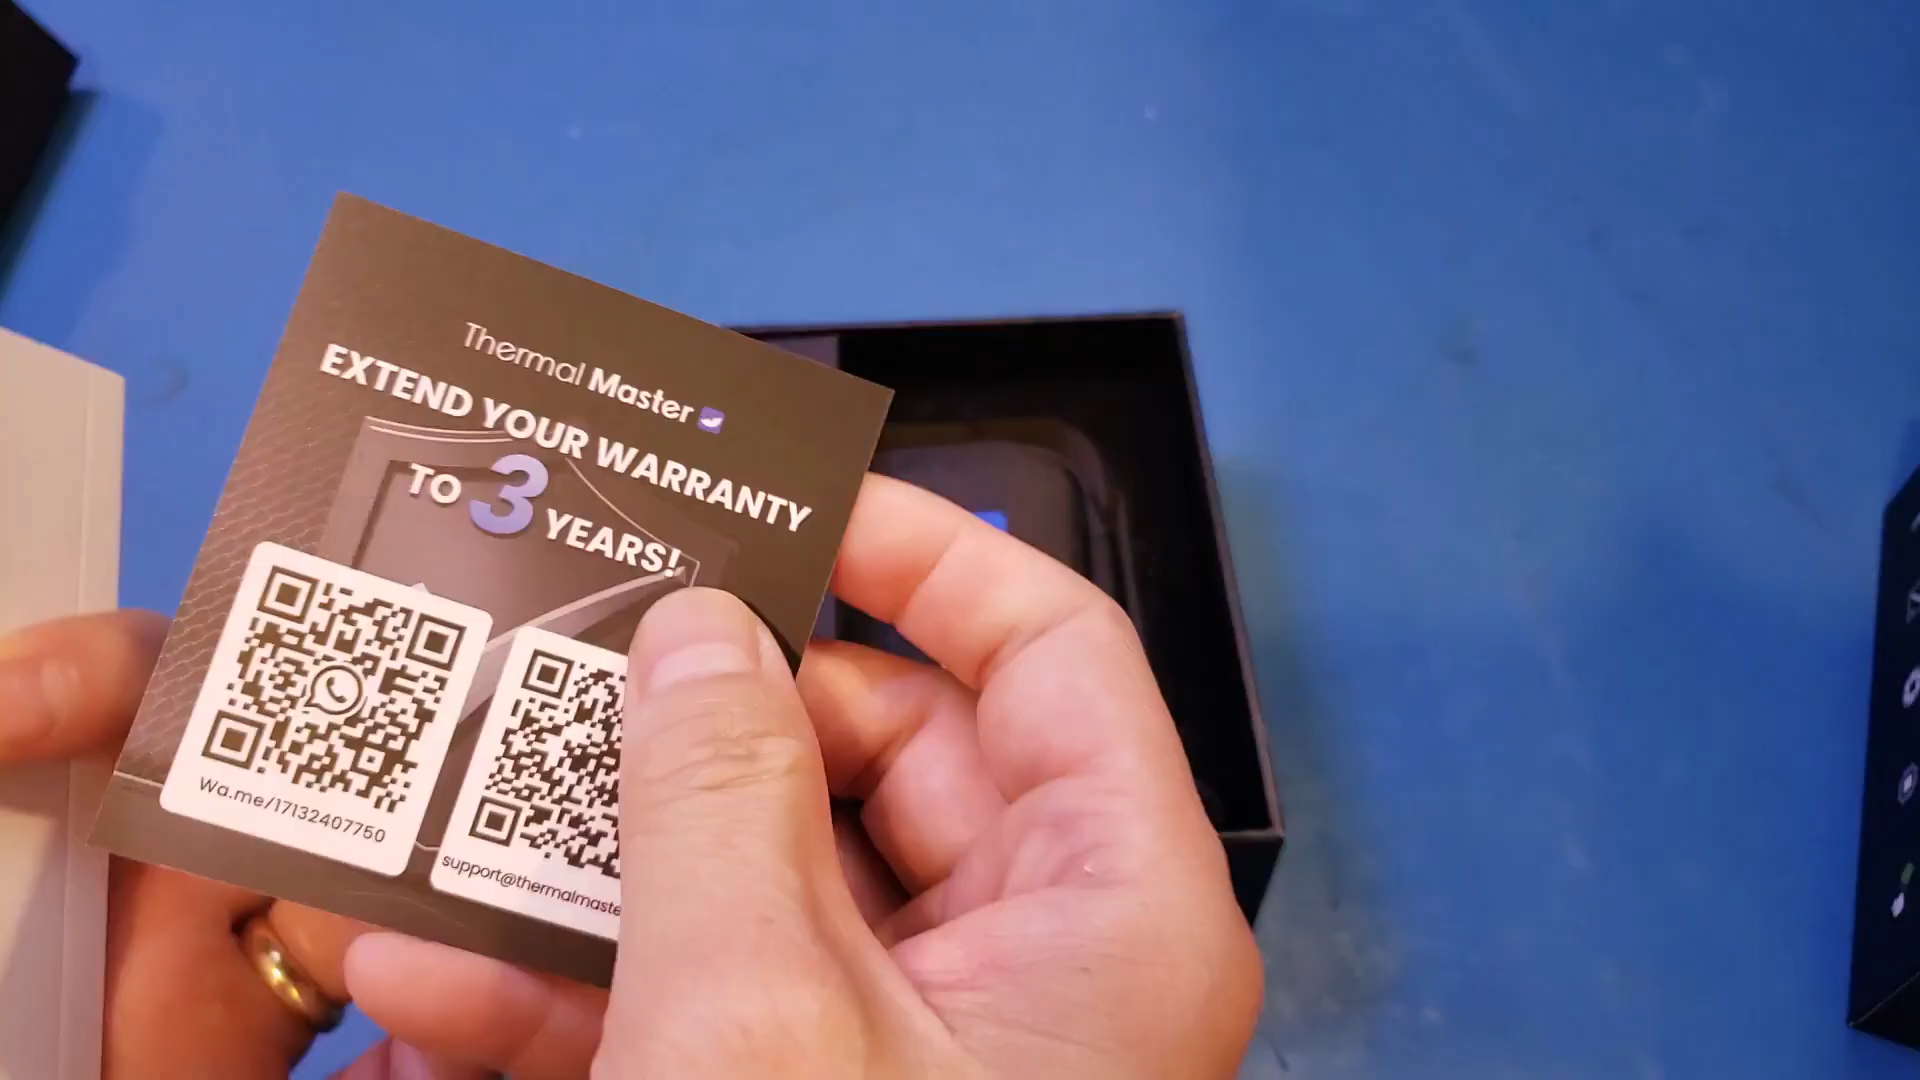 Thermal Master
EXTEND YOUR WARRANTY
TO 3 YEARS!
Wa.me/17132407750
support@thermalmaste